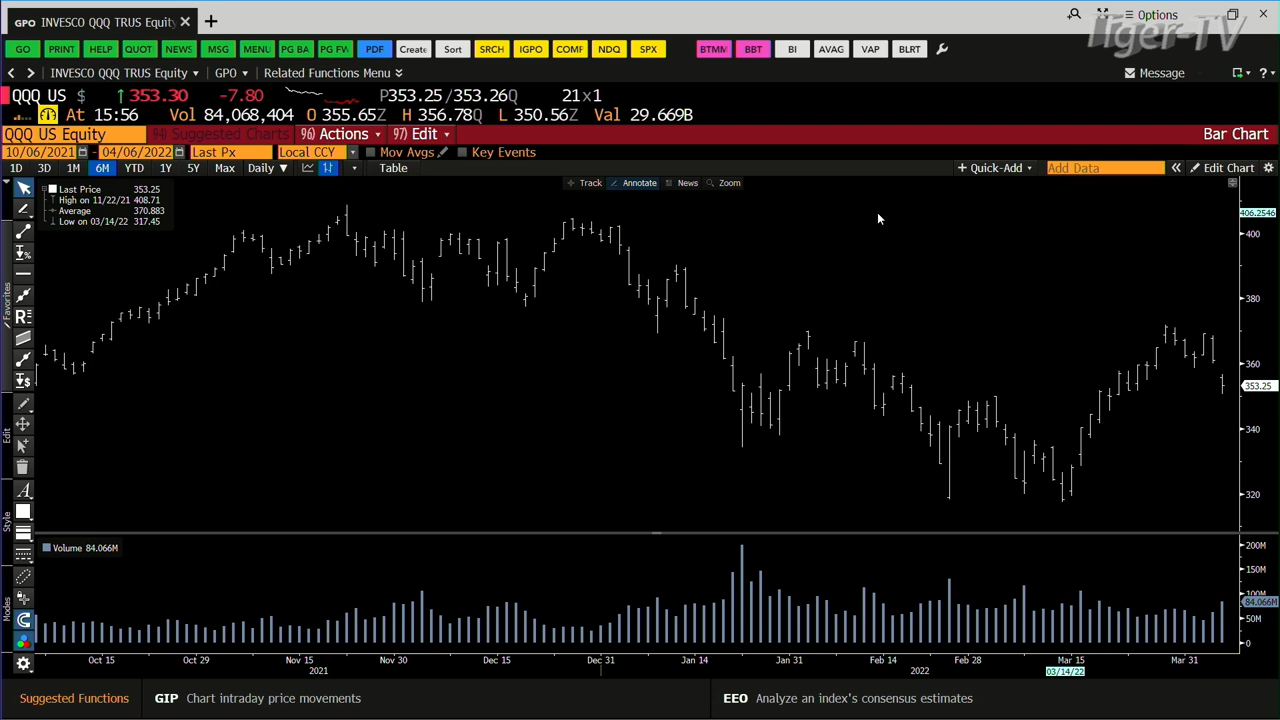 GPO INVESCO QQQ TRUS Equity
Options
Tiger-TV
GO PRINT HELP QUOT NEWS MSG MENU PG BA PG FW PDF Create Sort SRCH IGPO COMF NDQ SPX BTMM BBT BI AVAG VAP BLRT
INVESCO QQQ TRUS Equity GPO Related Functions Menu Message
QQQ US $ ↑353.30 -7.80 P353.25/353.26Q 21x1
At 15:56 Vol 84,068,404 O 355.65Z H 356.78Q L 350.56Z Val 29.669B
QQQ US Equity 94) Suggested Charts 96) Actions 97) Edit Bar Chart
10/06/2021 - 04/06/2022 Last Px Local CCY Mov Avgs Key Events
1D 3D 1M 6M YTD 1Y 5Y Max Daily Table + Quick-Add Add Data Edit Chart
Track Annotate News Zoom
Last Price 353.25
High on 11/22/21 408.71
Average 370.883
Low on 03/14/22 317.45
406.2546
400
380
360
353.25
340
320
Favorites
Edit
Style
Modes
Volume 84.066M
200M
150M
100M
84.066M
50M
0
Oct 15 Oct 29 Nov 15 Nov 30 Dec 15 Dec 31 Jan 14 Jan 31 Feb 14 Feb 28 Mar 15 Mar 31
2021 2022 03/14/22
Suggested Functions GIP Chart intraday price movements EEO Analyze an index's consensus estimates